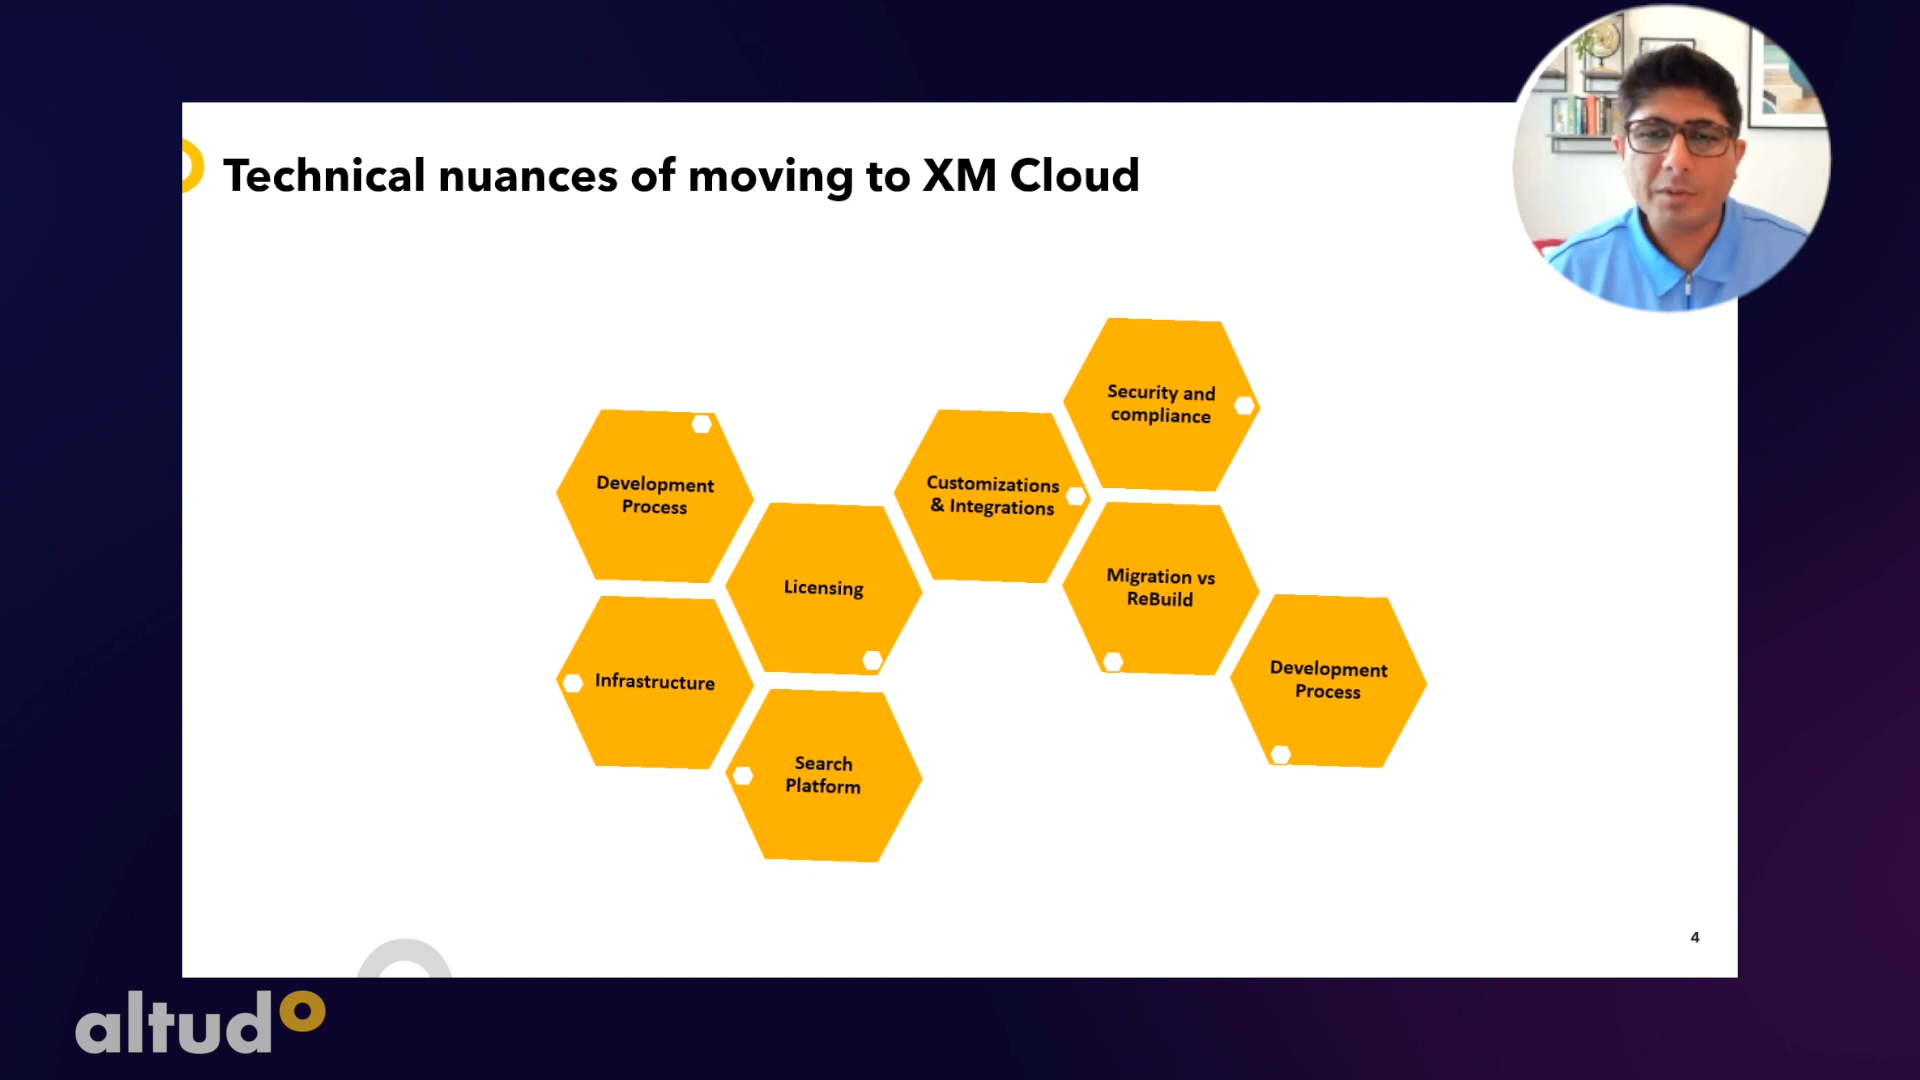 Technical nuances of moving to XM Cloud
Security and
compliance
Development
Process
Customizations
& Integrations
Licensing
Migration vs
ReBuild
Infrastructure
Development
Process
Search
Platform
4
altudo